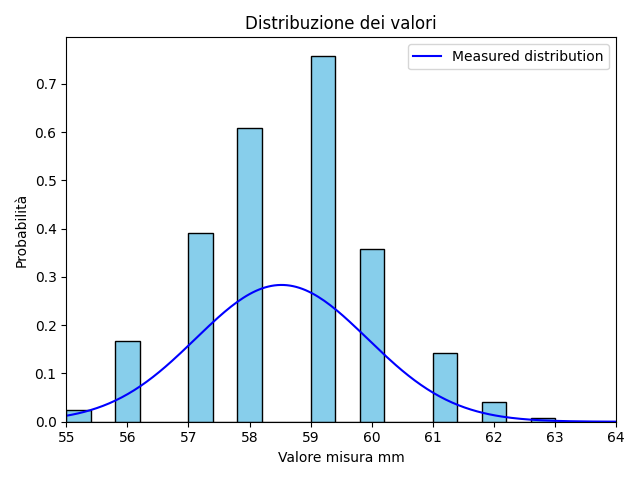 Distribuzione dei valori
Measured distribution
Probabilità
0.7
0.6
0.5
0.4
0.3
0.2
0.1
0.0
55 56 57 58 59 60 61 62 63 64
Valore misura mm